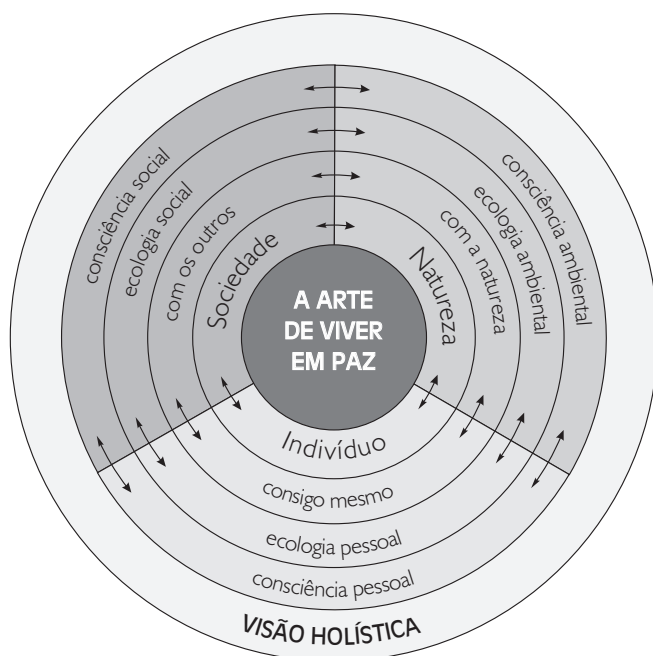 A ARTE
DE VIVER
EM PAZ
Sociedade
com os outros
ecologia social
consciência social
Natureza
com a natureza
ecologia ambiental
consciência ambiental
Indivíduo
consigo mesmo
ecologia pessoal
consciência pessoal
VISÃO HOLÍSTICA